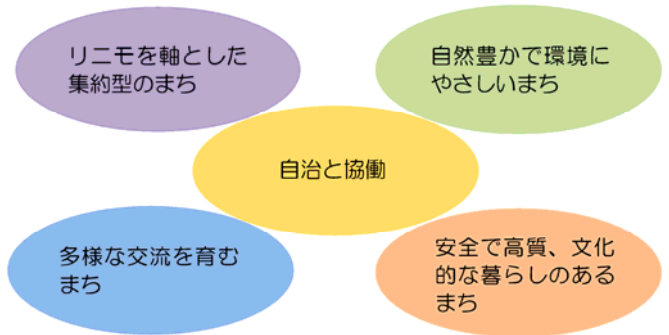 リニモを軸とした
集約型のまち
自然豊かで環境に
やさしいまち
自治と協働
多様な交流を育む
まち
安全で高質、文化
的な暮らしのある
まち